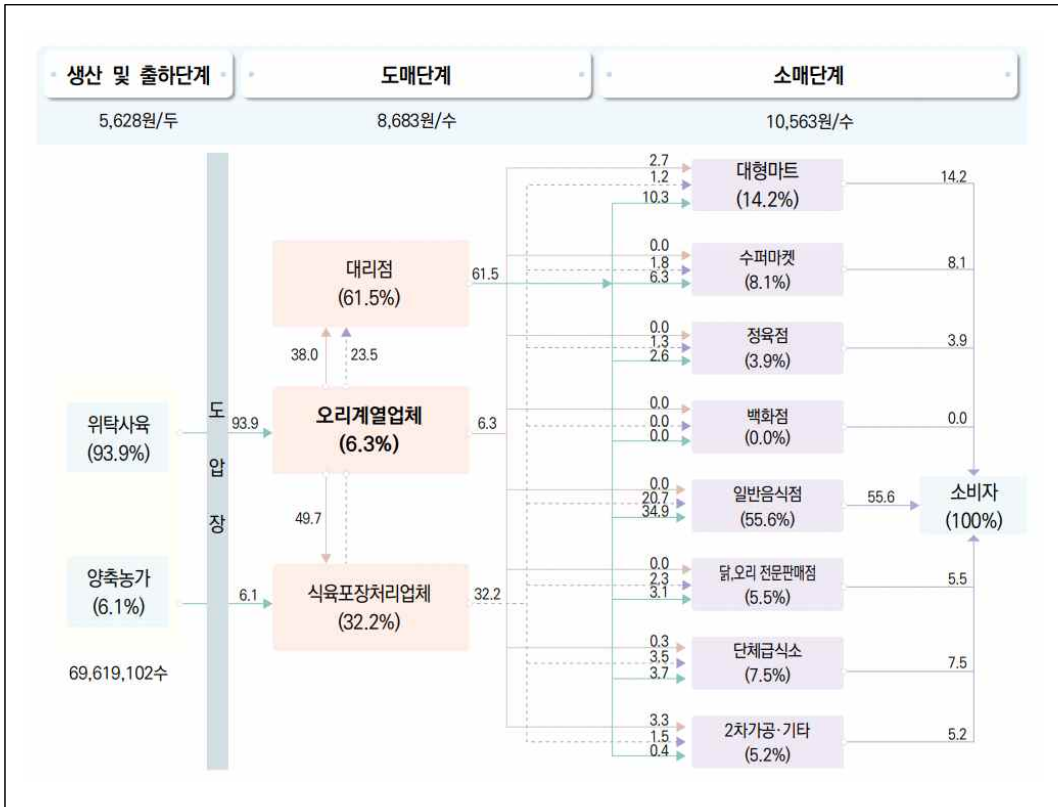 생산 및 출하단계
도매단계
소매단계
5,628원/두
8,683원/수
10,563원/수
도
압
장
위탁사육
(93.9%)
양축농가
(6.1%)
69,619,102수
93.9
6.1
대리점
(61.5%)
38.0
23.5
오리계열업체
(6.3%)
49.7
식육포장처리업체
(32.2%)
61.5
6.3
32.2
2.7
1.2
10.3
대형마트
(14.2%)
14.2
0.0
1.8
6.3
수퍼마켓
(8.1%)
8.1
0.0
1.3
2.6
정육점
(3.9%)
3.9
0.0
0.0
0.0
백화점
(0.0%)
0.0
0.0
20.7
34.9
일반음식점
(55.6%)
55.6
소비자
(100%)
0.0
2.3
3.1
닭,오리 전문판매점
(5.5%)
5.5
0.3
3.5
3.7
단체급식소
(7.5%)
7.5
3.3
1.5
0.4
2차가공·기타
(5.2%)
5.2